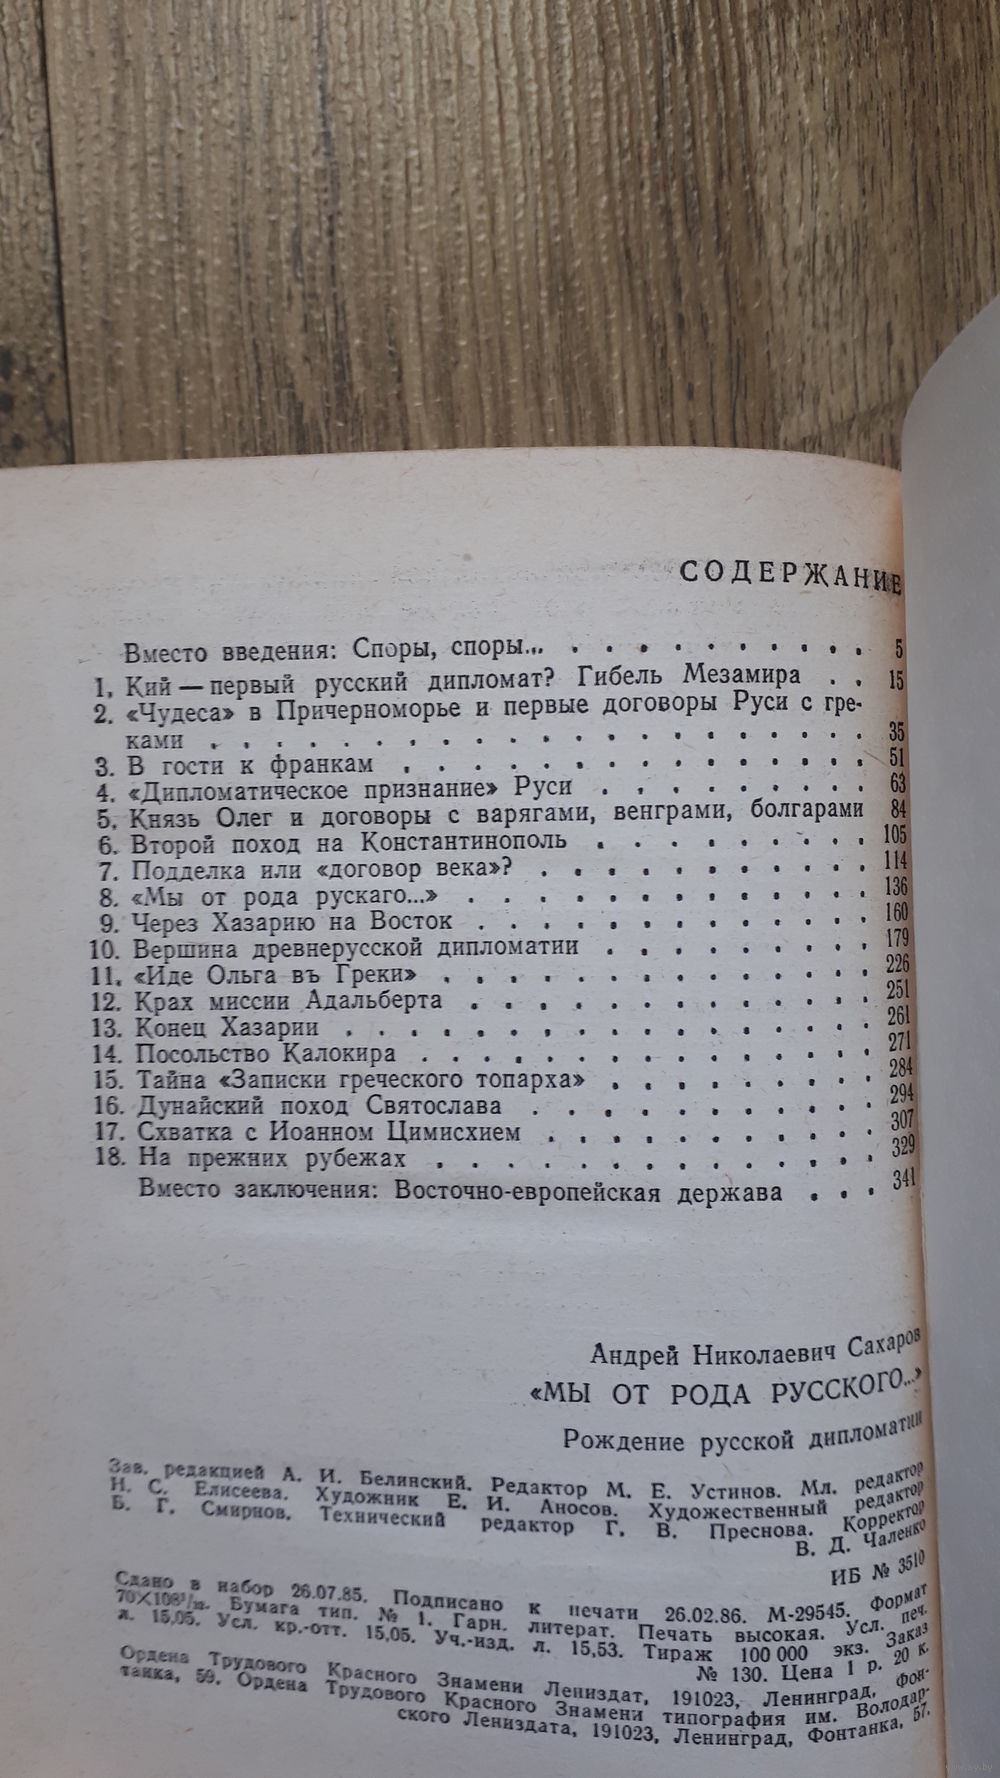 СОДЕРЖАНИЕ
Вместо введения: Споры, споры... . . . . . . . . . . . 5
1. Кий — первый русский дипломат? Гибель Мезамира . . 15
2. «Чудеса» в Причерноморье и первые договоры Руси с гре-
ками . . . . . . . . . . . . . . . . . . 35
3. В гости к франкам . . . . . . . . . . . . . . 51
4. «Дипломатическое признание» Руси . . . . . . . . 63
5. Князь Олег и договоры с варягами, венграми, болгарами 84
6. Второй поход на Константинополь . . . . . . . . 105
7. Подделка или «договор века»? . . . . . . . . . . 114
8. «Мы от рода рускаго...» . . . . . . . . . . . . 136
9. Через Хазарию на Восток . . . . . . . . . . . . 160
10. Вершина древнерусской дипломатии . . . . . . . . 179
11. «Иде Ольга въ Греки» . . . . . . . . . . . . . 226
12. Крах миссии Адальберта . . . . . . . . . . . . 251
13. Конец Хазарии . . . . . . . . . . . . . . . 261
14. Посольство Калокира . . . . . . . . . . . . . 271
15. Тайна «Записки греческого топарха» . . . . . . . . 284
16. Дунайский поход Святослава . . . . . . . . . . 294
17. Схватка с Иоанном Цимисхием . . . . . . . . . . 307
18. На прежних рубежах . . . . . . . . . . . . . 329
Вместо заключения: Восточно-европейская держава . . . 341
Андрей Николаевич Сахаров
«МЫ ОТ РОДА РУССКОГО...»
Рождение русской дипломатии
Зав. редакцией А. И. Белинский. Редактор М. Е. Устинов. Мл. редактор
Н. С. Елисеева. Художник Е. И. Аносов. Художественный редактор
Б. Г. Смирнов. Технический редактор Г. В. Преснова. Корректор
В. Д. Чаленко
ИБ № 3510
Сдано в набор 26.07.85. Подписано к печати 26.02.86. М-29545. Формат
70×108¹/₃₂. Бумага тип. № 1. Гарн. литерат. Печать высокая. Усл. печ.
л. 15,05. Усл. кр.-отт. 15,05. Уч.-изд. л. 15,53. Тираж 100 000 экз. Заказ
№ 130. Цена 1 р. 20 к.
Ордена Трудового Красного Знамени Лениздат, 191023, Ленинград, Фон-
танка, 59. Ордена Трудового Красного Знамени типография им. Володар-
ского Лениздата, 191023, Ленинград, Фонтанка, 57.